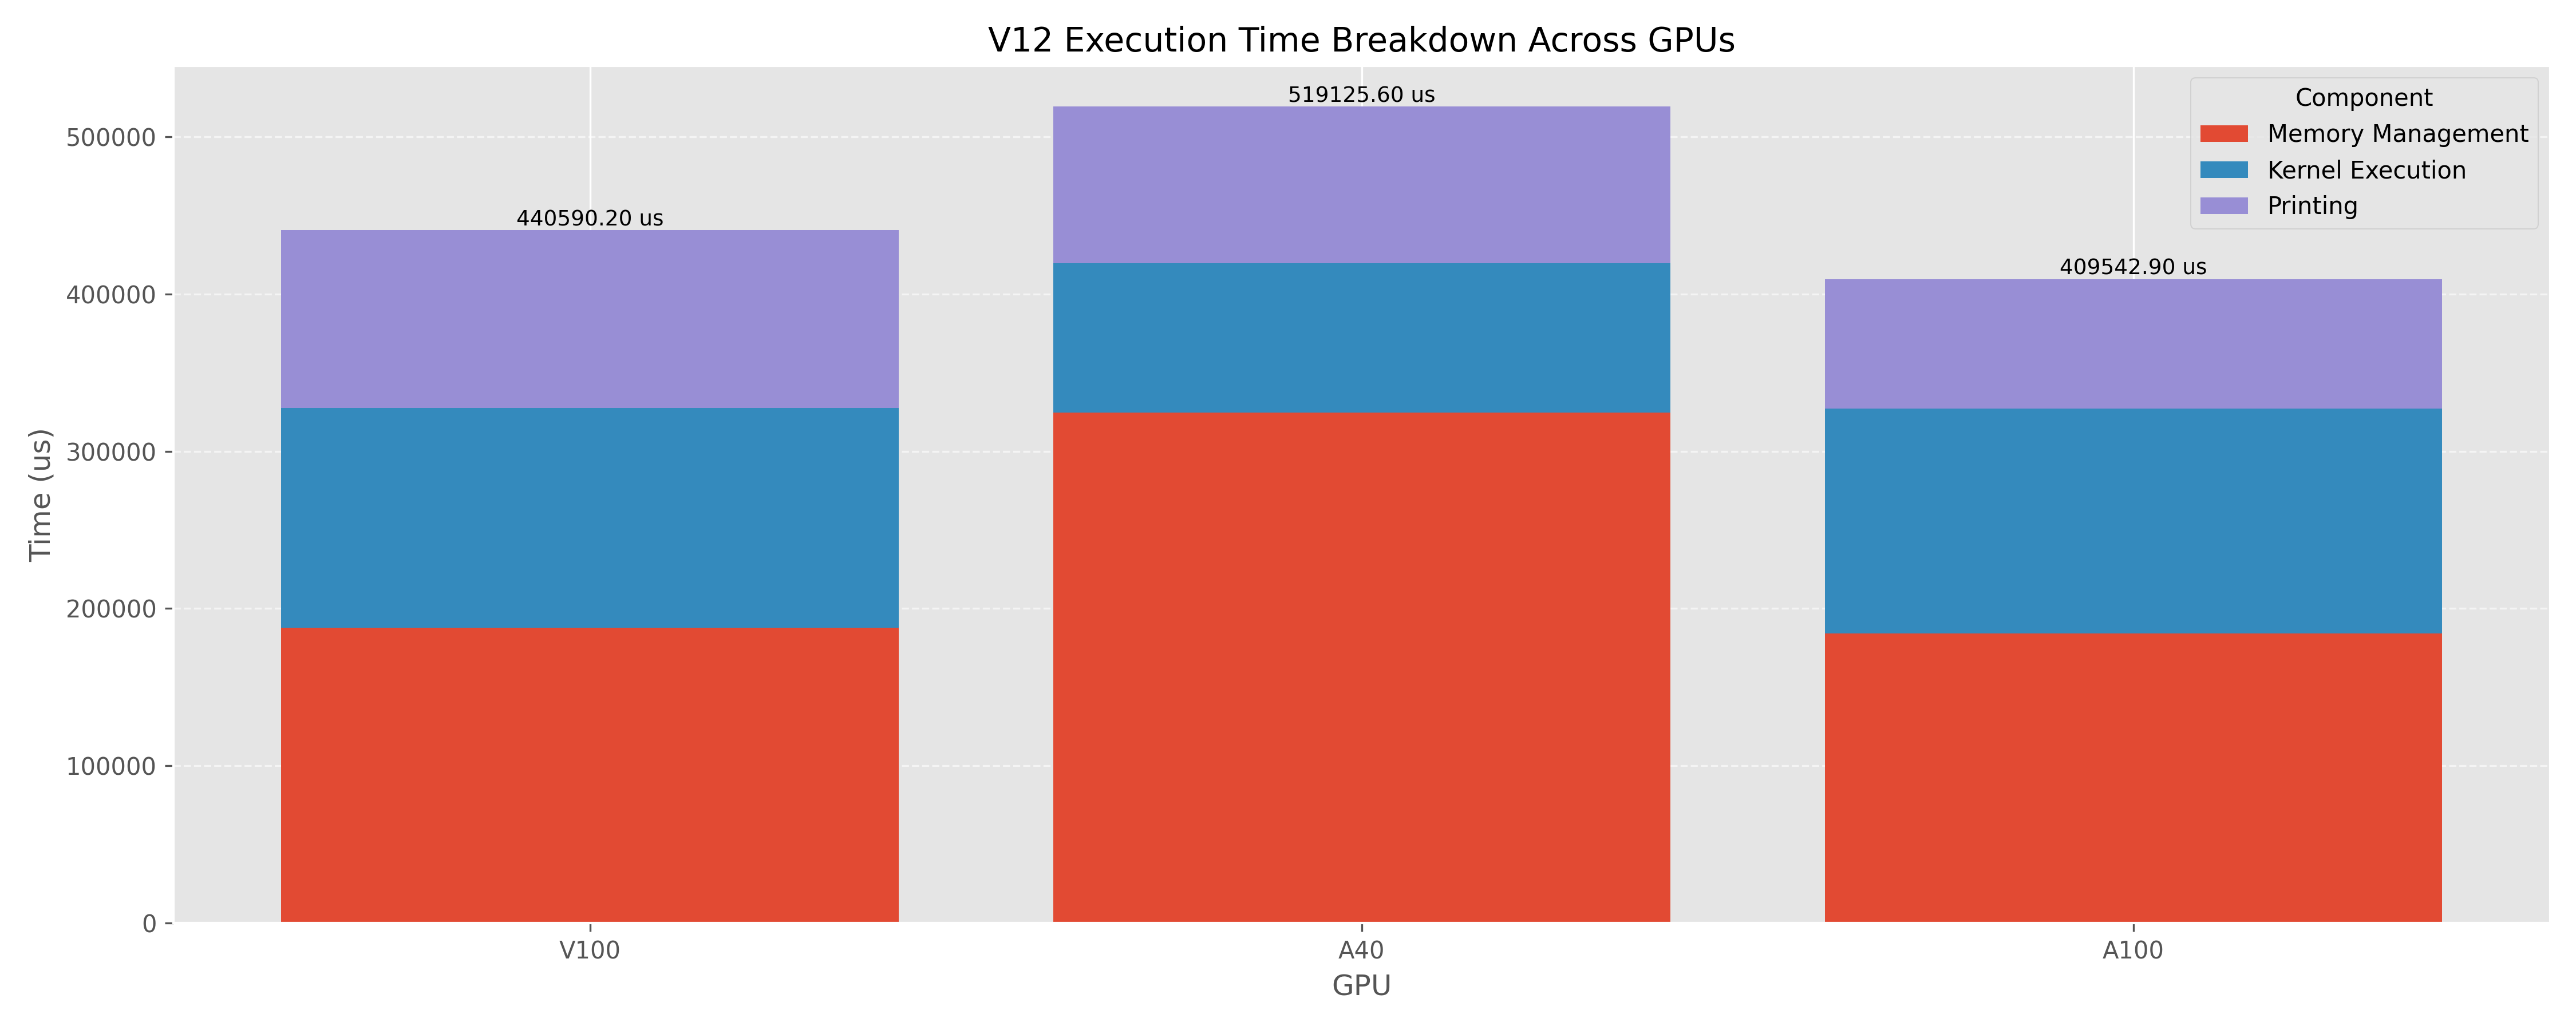 V12 Execution Time Breakdown Across GPUs
519125.60 us
440590.20 us
409542.90 us
Component
Memory Management
Kernel Execution
Printing
Time (us)
500000
400000
300000
200000
100000
0
V100
A40
A100
GPU